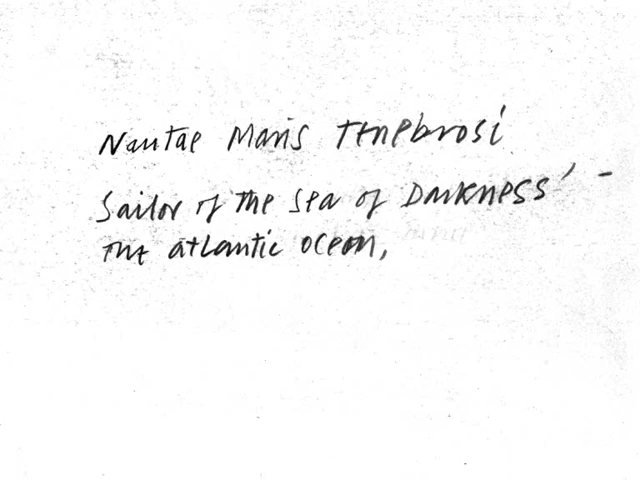 Nautae Maris Tenebrosi
Sailor of the Sea of Darkness' -
The Atlantic Ocean,